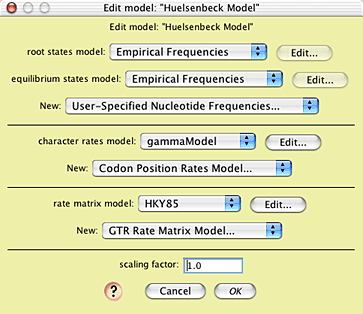 Edit model: "Huelsenbeck Model"
Edit model: "Huelsenbeck Model"
root states model: Empirical Frequencies Edit...
equilibrium states model: Empirical Frequencies Edit...
New: User-Specified Nucleotide Frequencies...
character rates model: gammaModel Edit...
New: Codon Position Rates Model...
rate matrix model: HKY85 Edit...
New: GTR Rate Matrix Model...
scaling factor: 1.0
? Cancel OK